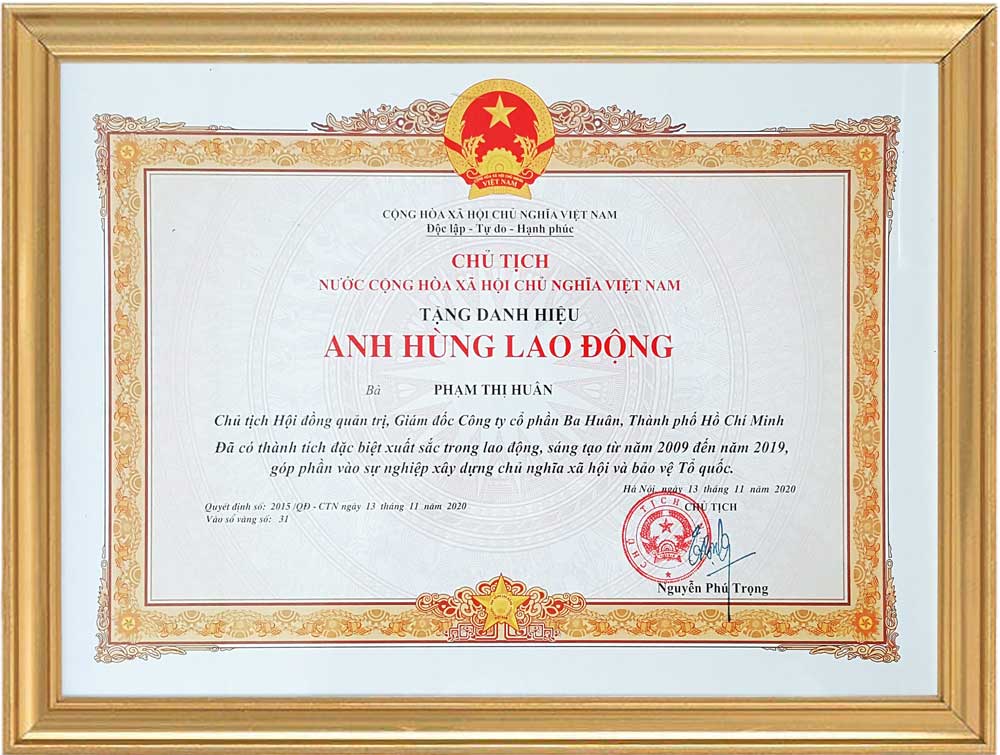 CỘNG HÒA XÃ HỘI CHỦ NGHĨA VIỆT NAM
Độc lập - Tự do - Hạnh phúc
CHỦ TỊCH
NƯỚC CỘNG HÒA XÃ HỘI CHỦ NGHĨA VIỆT NAM
TẶNG DANH HIỆU
ANH HÙNG LAO ĐỘNG
Bà PHẠM THỊ HUÂN
Chủ tịch Hội đồng quản trị, Giám đốc Công ty cổ phần Ba Huân, Thành phố Hồ Chí Minh
Đã có thành tích đặc biệt xuất sắc trong lao động, sáng tạo từ năm 2009 đến năm 2019,
góp phần vào sự nghiệp xây dựng chủ nghĩa xã hội và bảo vệ Tổ quốc.
Hà Nội, ngày 13 tháng 11 năm 2020
Quyết định số: 2015 /QĐ - CTN ngày 13 tháng 11 năm 2020
Vào sổ vàng số: 31
CHỦ TỊCH
CHỦ TỊCH
Nguyễn Phú Trọng
VIỆT NAM